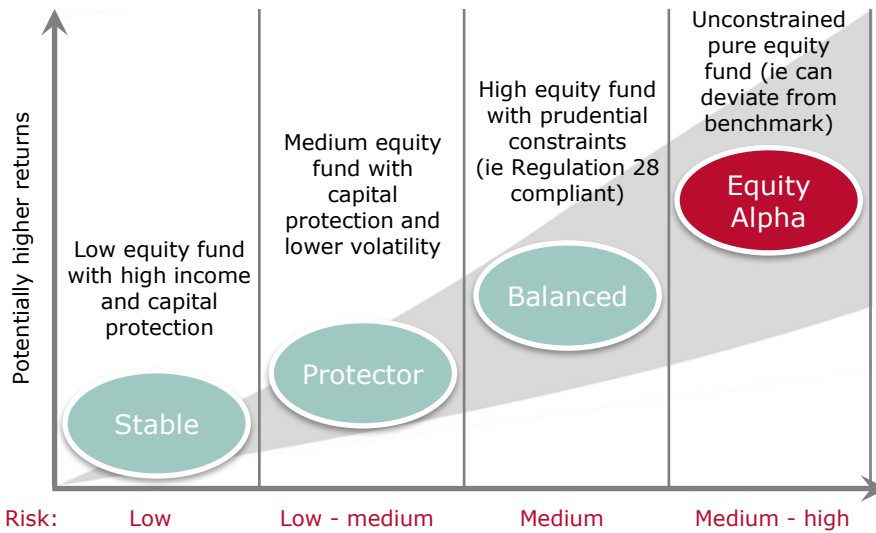 Potentially higher returns
Low equity fund
with high income
and capital
protection
Stable
Medium equity
fund with
capital
protection and
lower volatility
Protector
High equity fund
with prudential
constraints
(ie Regulation 28
compliant)
Balanced
Unconstrained
pure equity
fund (ie can
deviate from
benchmark)
Equity
Alpha
Risk: Low Low - medium Medium Medium - high